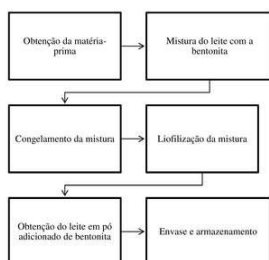 Obtenção da matéria-
prima
Mistura do leite com a
bentonita
Congelamento da mistura
Liofilização da mistura
Obtenção do leite em pó
adicionado de bentonita
Envase e armazenamento